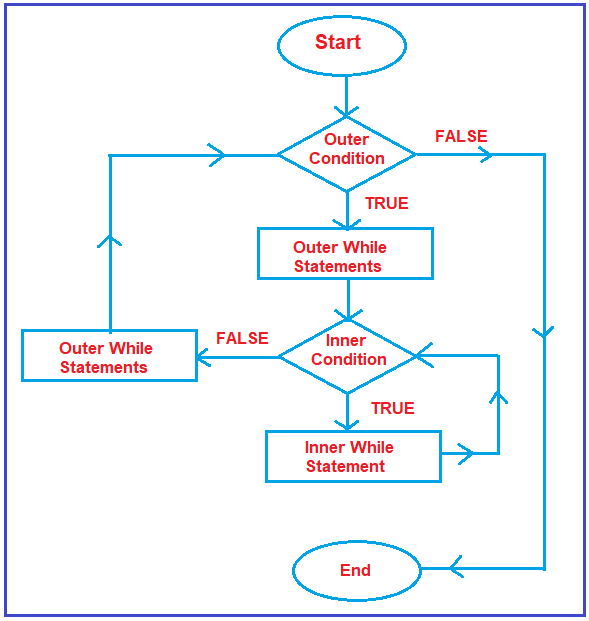 Start
Outer
Condition
FALSE
TRUE
Outer While
Statements
Inner
Condition
FALSE
Outer While
Statements
TRUE
Inner While
Statement
End